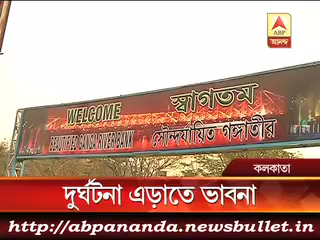 abp
আনন্দ
WELCOME
BEAUTIFIED GANGA RIVER BANK
স্বাগতম
সৌন্দর্যায়িত গঙ্গাতীর
কলকাতা
দুর্ঘটনা এড়াতে ভাবনা
http://abpananda.newsbullet.in